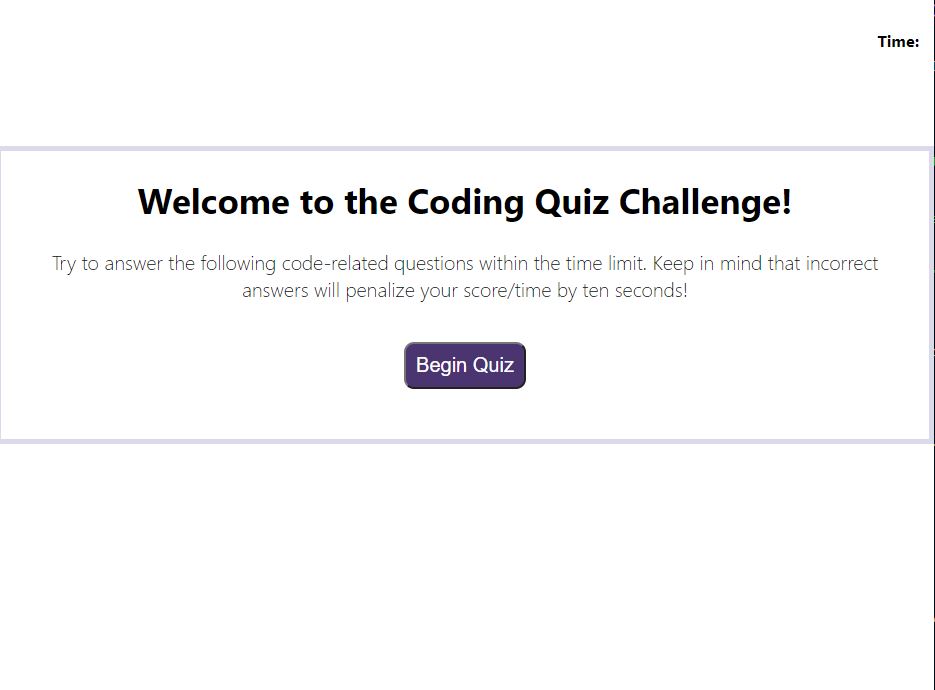 Time:
Welcome to the Coding Quiz Challenge!
Try to answer the following code-related questions within the time limit. Keep in mind that incorrect
answers will penalize your score/time by ten seconds!
Begin Quiz